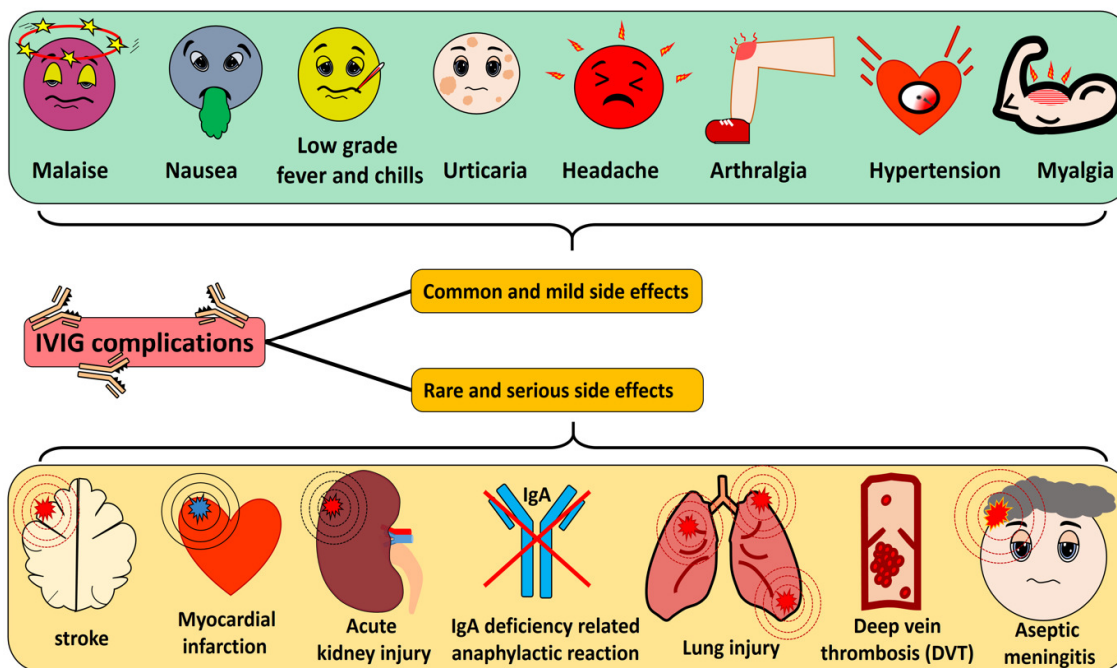 Malaise
Nausea
Low grade
fever and chills
Urticaria
Headache
Arthralgia
Hypertension
Myalgia
Common and mild side effects
IVIG complications
Rare and serious side effects
stroke
Myocardial
infarction
Acute
kidney injury
IgA
IgA deficiency related
anaphylactic reaction
Lung injury
Deep vein
thrombosis (DVT)
Aseptic
meningitis